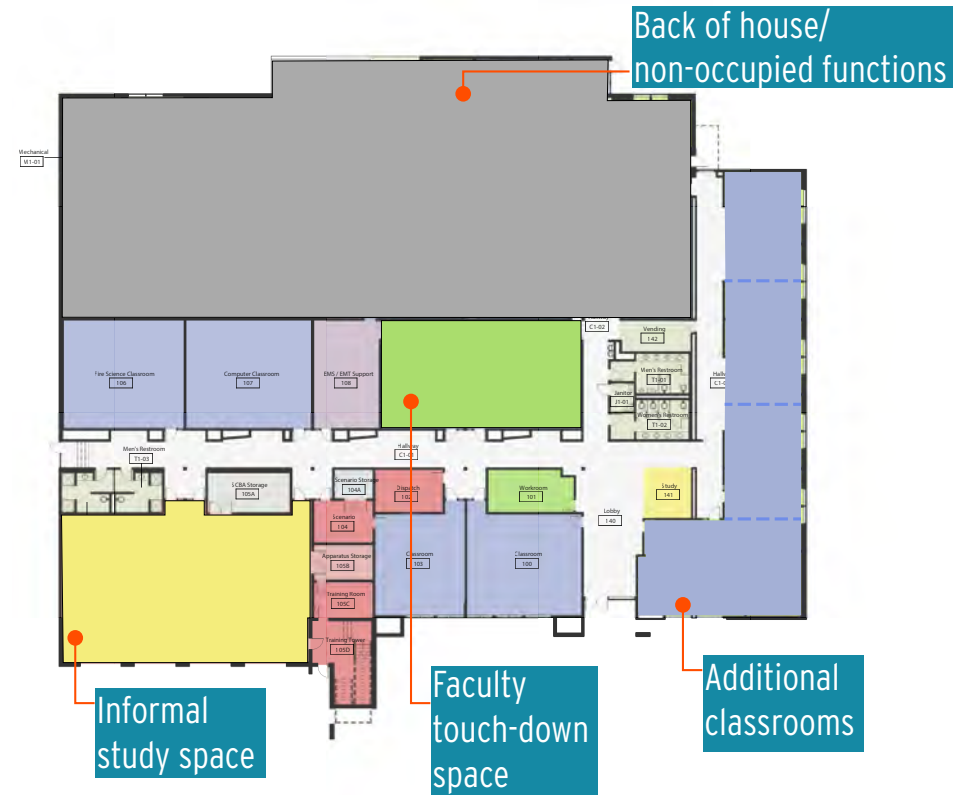 Back of house/
non-occupied functions
Mechanical
M1-01
C1-02
Vending
142
Fire Science Classroom
106
Computer Classroom
107
EMS / EMT Support
108
Men's Restroom
T1-01
Janitor
J1-01
Women's Restroom
T1-02
Hallway
C1-01
Men's Restroom
T1-03
SCBA Storage
105A
Scenario Storage
104A
Dispatch
102
Workroom
101
Study
141
Lobby
140
Scenario
104
Apparatus Storage
105B
Classroom
103
Classroom
100
Training Room
105C
Training Tower
105D
Informal
study space
Faculty
touch-down
space
Additional
classrooms